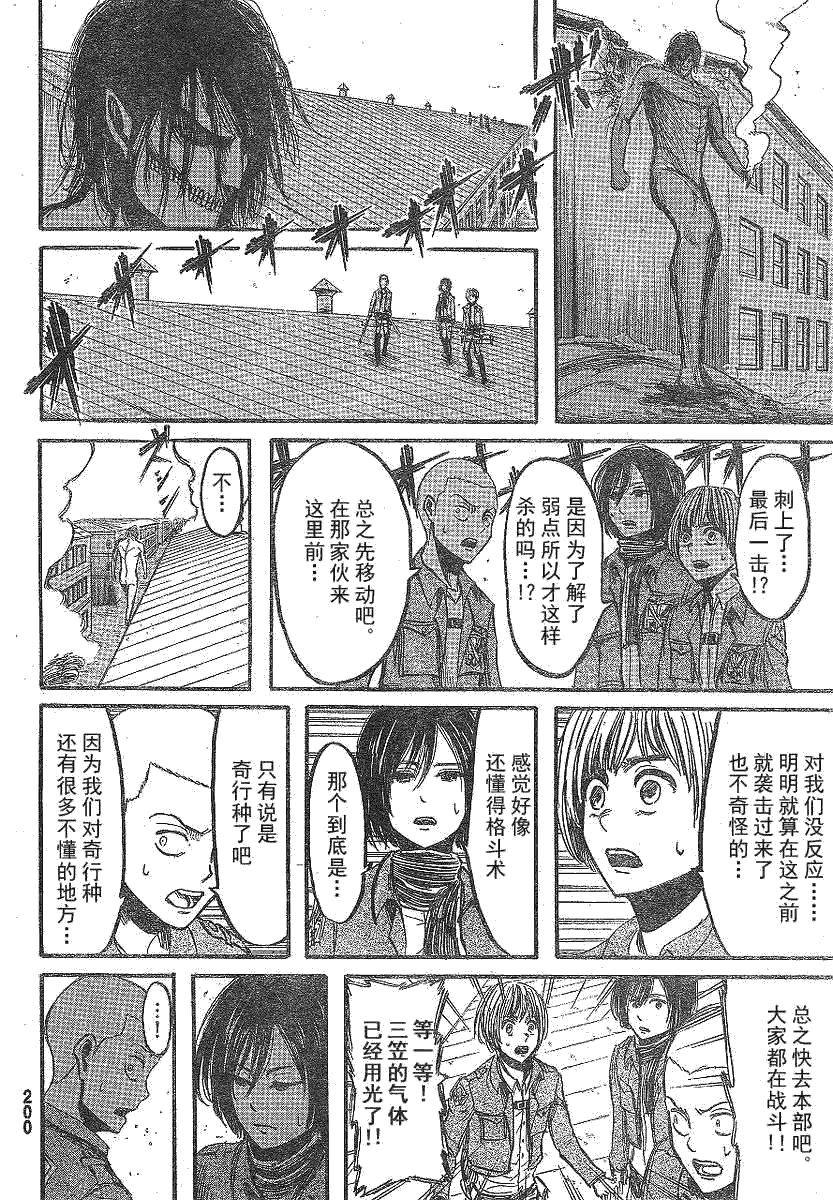 刺上了…
最后一击!?
是因为了解了
弱点所以才这样
杀的吗…!?
总之先移动吧。
在那家伙来
这里前…
不…
对我们没反应……
明明就算在这之前
就袭击过来了
也不奇怪的…
感觉好像
还懂得格斗术
那个到底是…
只有说是
奇行种了吧
因为我们对奇行种
还有很多不懂的地方…
总之快去本部吧。
大家都在战斗!!
等一等！
三笠的气体
已经用光了!!
…!
200